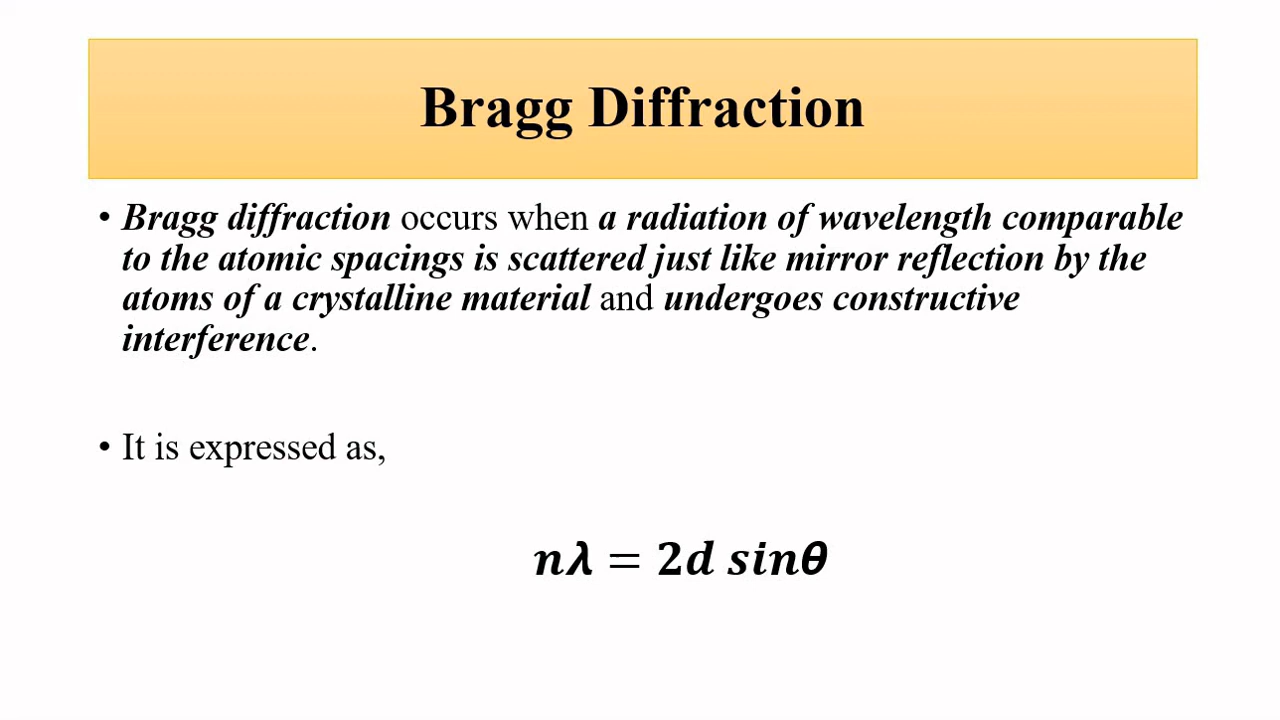 Bragg Diffraction
• Bragg diffraction occurs when a radiation of wavelength comparable
to the atomic spacings is scattered just like mirror reflection by the
atoms of a crystalline material and undergoes constructive
interference.
• It is expressed as,
nλ = 2d sinθ